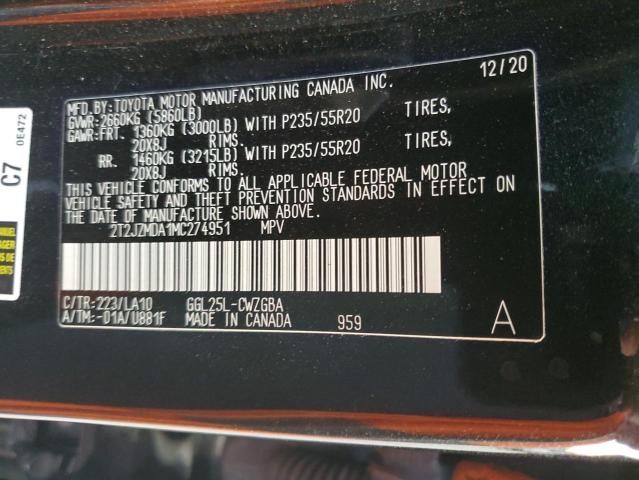 12/20
MFD.BY:TOYOTA MOTOR MANUFACTURING CANADA INC.
GVWR:2660KG (5860LB)
GAWR:FRT. 1360KG (3000LB) WITH P235/55R20 TIRES,
20X8J RIMS.
RR. 1460KG (3215LB) WITH P235/55R20 TIRES,
20X8J RIMS.
THIS VEHICLE CONFORMS TO ALL APPLICABLE FEDERAL MOTOR
VEHICLE SAFETY AND THEFT PREVENTION STANDARDS IN EFFECT ON
THE DATE OF MANUFACTURE SHOWN ABOVE.
2T2JZMDA1MC274951 MPV
C/TR:223/LA10 GGL25L-CWZGBA
A/TM:-01A/U881F MADE IN CANADA 959 A
C7
0E472